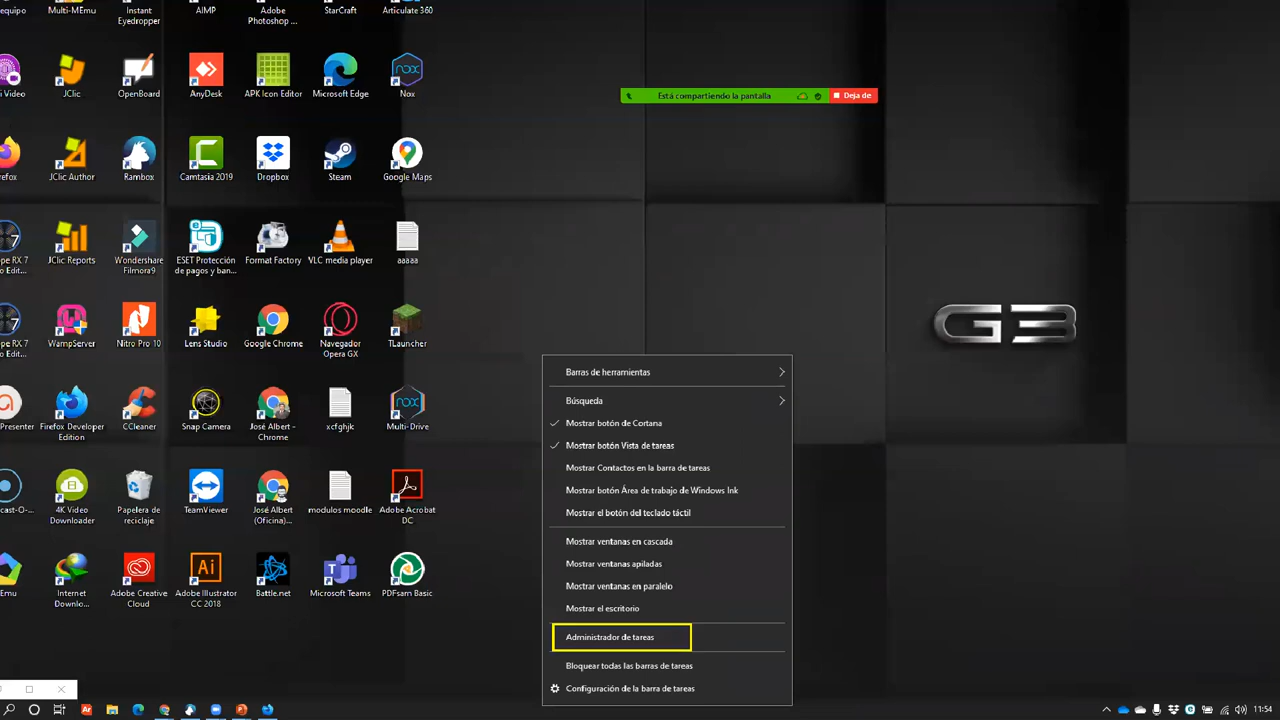 equipo
Multi-MEmu
Instant
Eyedropper
AIMP
Adobe
Photoshop ...
StarCraft
Articulate 360
i Video
JClic
OpenBoard
AnyDesk
APK Icon Editor
Microsoft Edge
Nox
nox
Está compartiendo la pantalla
Deja de
refox
JClic Author
Rambox
Camtasia 2019
Dropbox
Steam
Google Maps
ope RX 7
o Edit...
JClic Reports
Wondershare
Filmora9
ESET Protección
de pagos y ban...
Format Factory
VLC media player
aaaaa
ope RX 7
o Edit...
WampServer
Nitro Pro 10
Lens Studio
Google Chrome
Navegador
Opera GX
TLauncher
G3
Presenter
Firefox Developer
Edition
CCleaner
Snap Camera
José Albert -
Chrome
xcfghjk
nox
Multi-Drive
cast-O-...
4K Video
Downloader
Papelera de
reciclaje
TeamViewer
José Albert
(Oficina)...
modulos moodle
Adobe Acrobat
DC
Emu
Internet
Downlo...
Adobe Creative
Cloud
Ai
Adobe Illustrator
CC 2018
Battle.net
Microsoft Teams
PDFsam Basic
Barras de herramientas
Búsqueda
Mostrar botón de Cortana
Mostrar botón Vista de tareas
Mostrar Contactos en la barra de tareas
Mostrar botón Área de trabajo de Windows Ink
Mostrar el botón del teclado táctil
Mostrar ventanas en cascada
Mostrar ventanas apiladas
Mostrar ventanas en paralelo
Mostrar el escritorio
Administrador de tareas
Bloquear todas las barras de tareas
Configuración de la barra de tareas
Ar
11:54